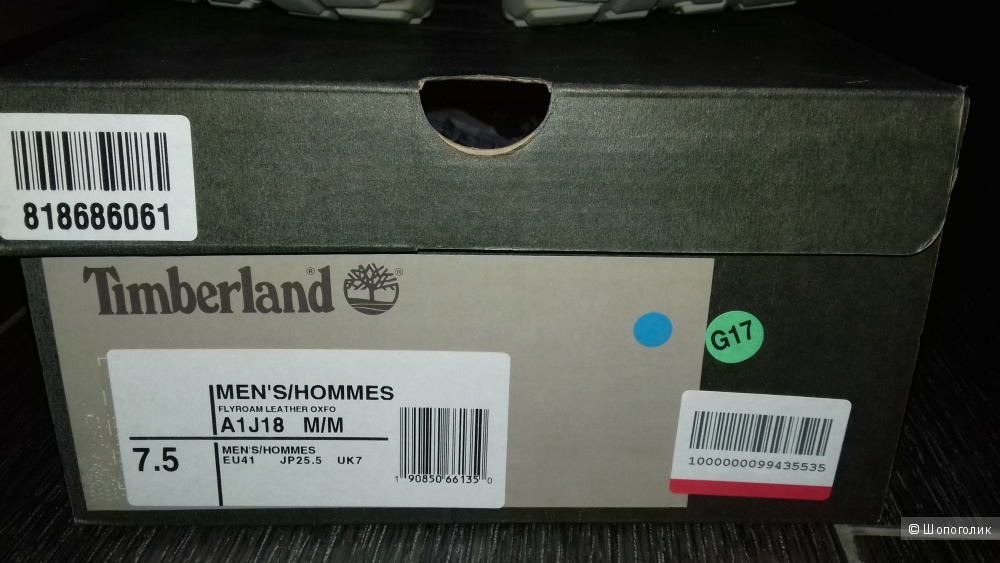 818686061
Timberland®
®
G17
MEN'S/HOMMES
FLYROAM LEATHER OXFO
A1J18 M/M
7.5
MEN'S/HOMMES
EU41 JP25.5 UK7
1 90850 66135 0
1000000099435535
© Шопоголик